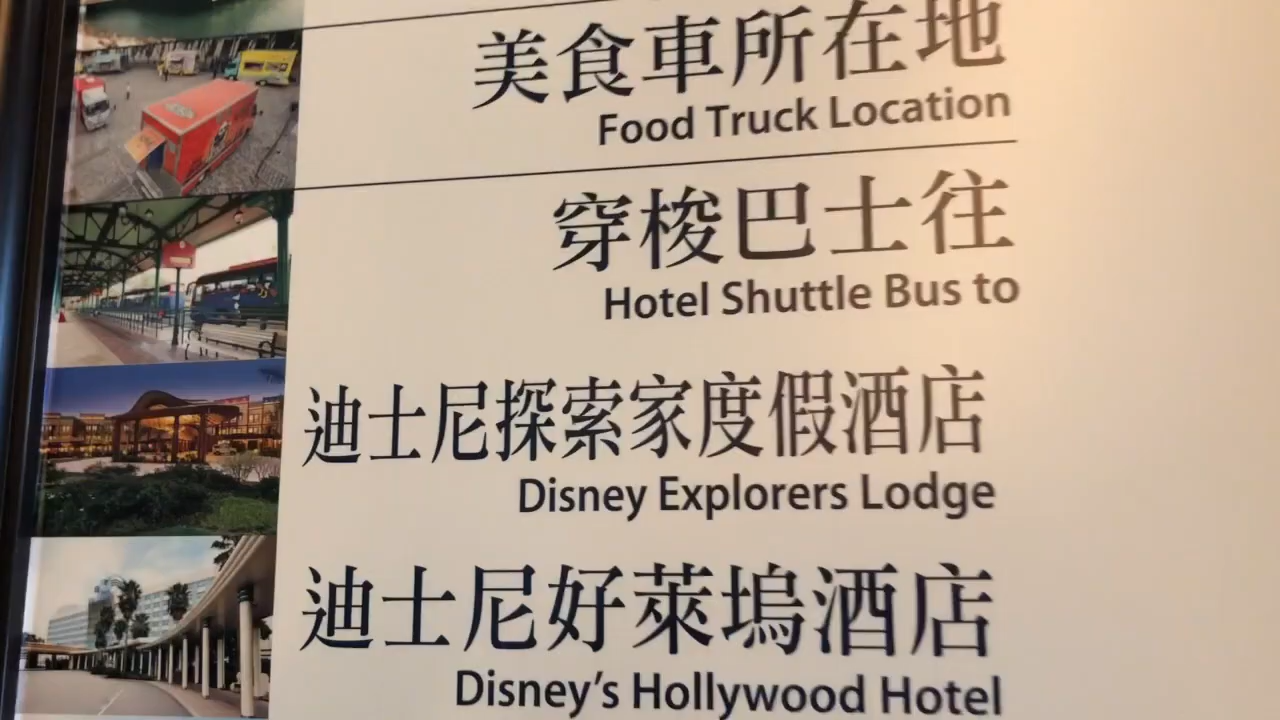 美食車所在地
Food Truck Location
穿梭巴士往
Hotel Shuttle Bus to
迪士尼探索家度假酒店
Disney Explorers Lodge
迪士尼好萊塢酒店
Disney's Hollywood Hotel